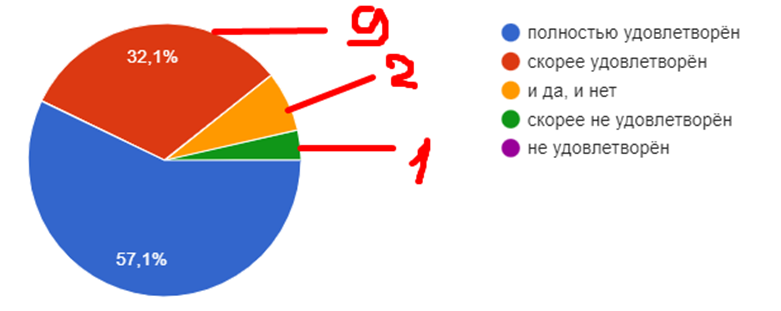 9
32,1%
2
1
57,1%
полностью удовлетворён
скорее удовлетворён
и да, и нет
скорее не удовлетворён
не удовлетворён